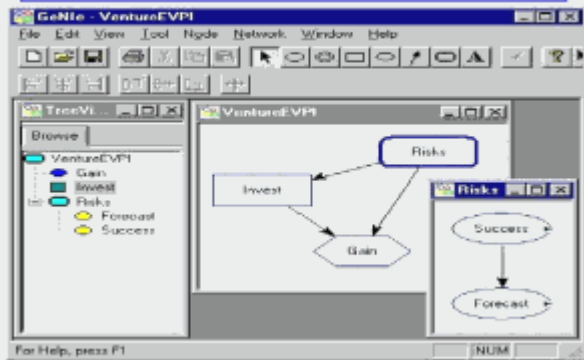 GeNIe - VentureEVPI
File Edit View Tool Node Network Window Help
TreeVi...
Browse
VentureEVPI
Gain
Invest
Risks
Forecast
Success
VentureEVPI
Risks
Invest
Gain
Risks
Success
Forecast
For Help, press F1
NUM